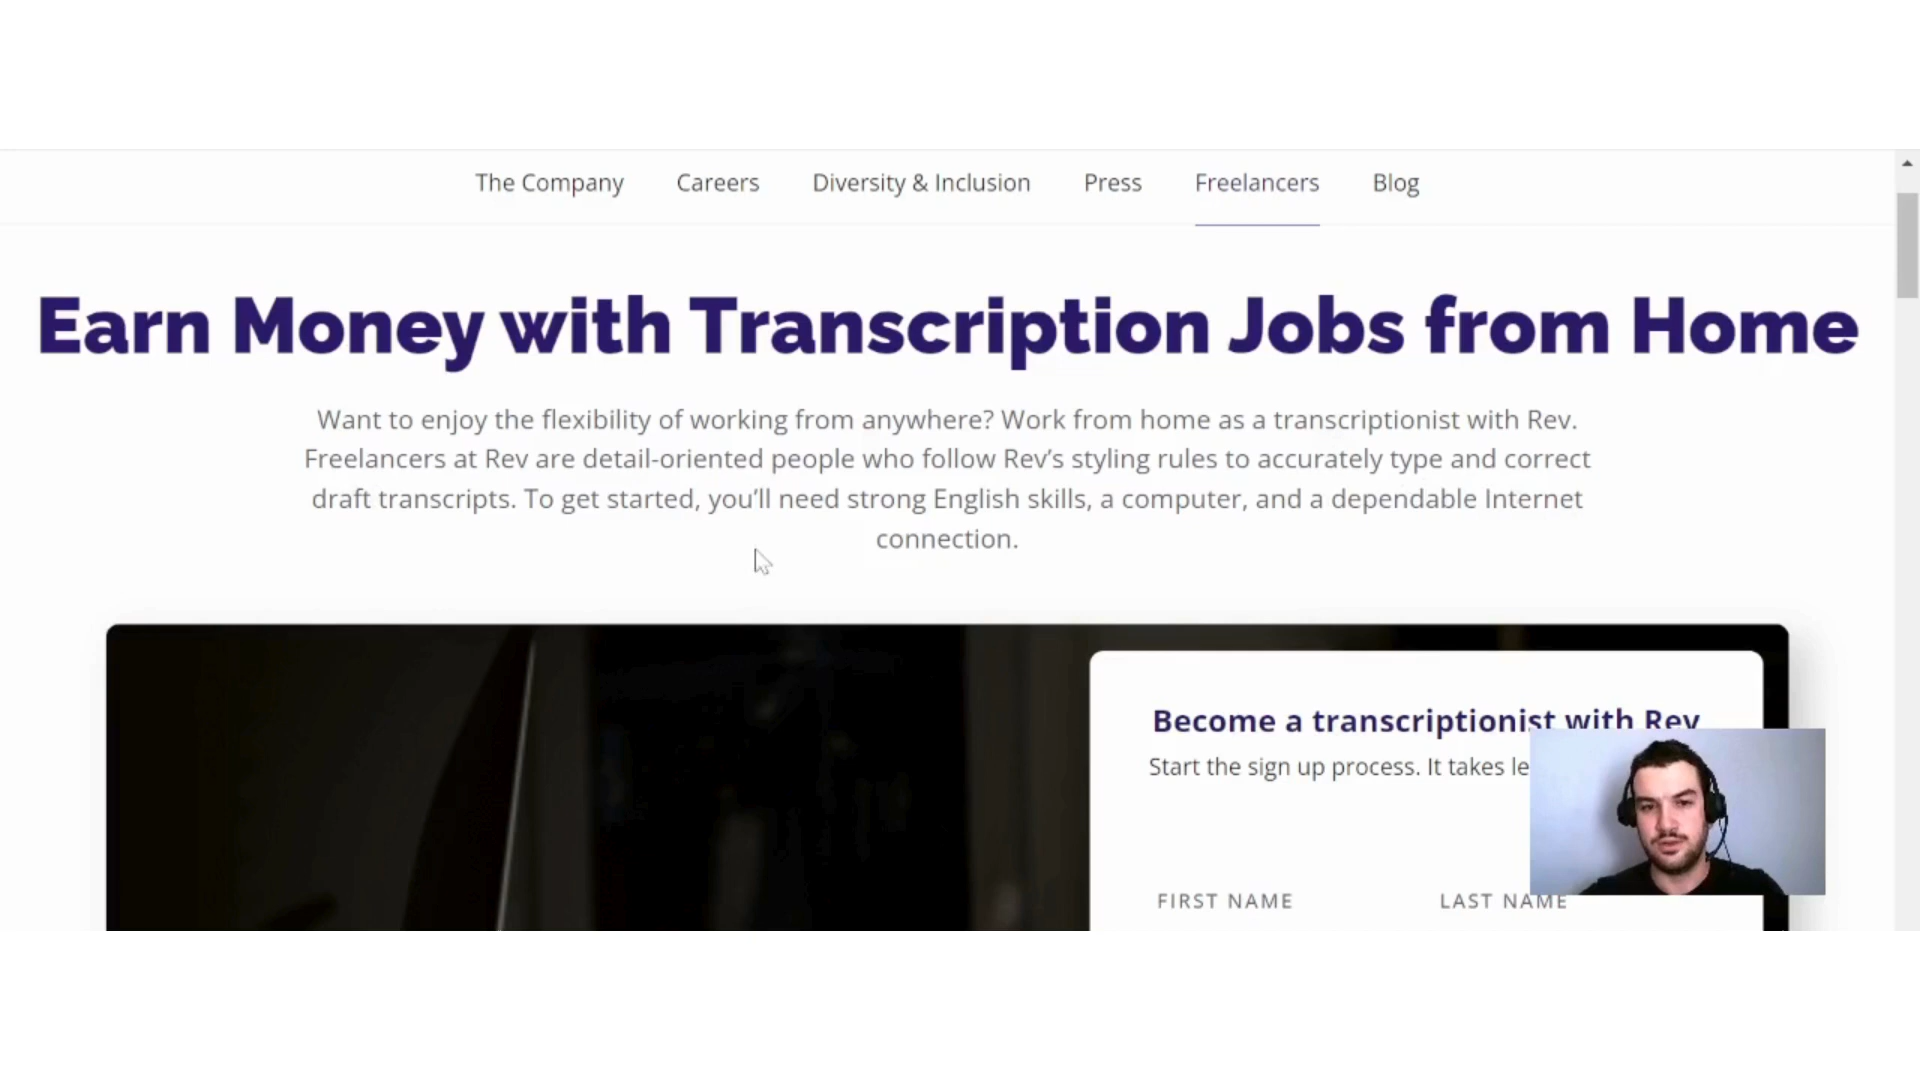 The Company Careers Diversity & Inclusion Press Freelancers Blog
Earn Money with Transcription Jobs from Home
Want to enjoy the flexibility of working from anywhere? Work from home as a transcriptionist with Rev.
Freelancers at Rev are detail-oriented people who follow Rev’s styling rules to accurately type and correct
draft transcripts. To get started, you’ll need strong English skills, a computer, and a dependable Internet
connection.
Become a transcriptionist with Rev
Start the sign up process. It takes
FIRST NAME LAST NAME